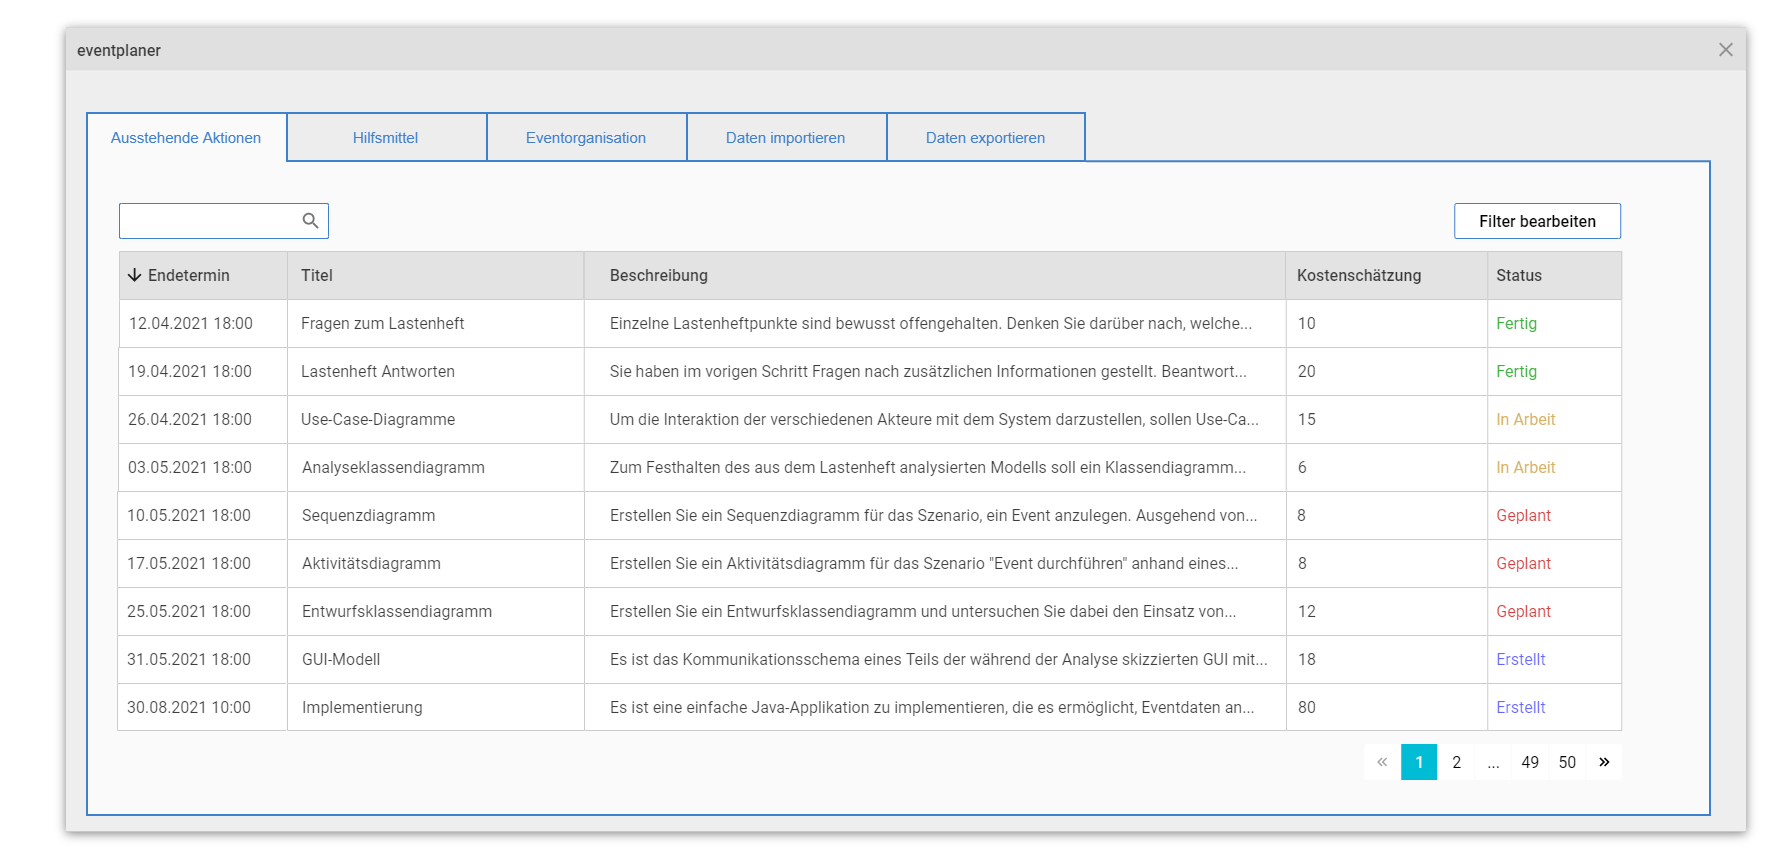 eventplaner
Ausstehende Aktionen Hilfsmittel Eventorganisation Daten importieren Daten exportieren
Filter bearbeiten
Endetermin Titel Beschreibung Kostenschätzung Status
12.04.2021 18:00 Fragen zum Lastenheft Einzelne Lastenheftpunkte sind bewusst offengehalten. Denken Sie darüber nach, welche... 10 Fertig
19.04.2021 18:00 Lastenheft Antworten Sie haben im vorigen Schritt Fragen nach zusätzlichen Informationen gestellt. Beantwort... 20 Fertig
26.04.2021 18:00 Use-Case-Diagramme Um die Interaktion der verschiedenen Akteure mit dem System darzustellen, sollen Use-Ca... 15 In Arbeit
03.05.2021 18:00 Analyseklassendiagramm Zum Festhalten des aus dem Lastenheft analysierten Modells soll ein Klassendiagramm... 6 In Arbeit
10.05.2021 18:00 Sequenzdiagramm Erstellen Sie ein Sequenzdiagramm für das Szenario, ein Event anzulegen. Ausgehend von... 8 Geplant
17.05.2021 18:00 Aktivitätsdiagramm Erstellen Sie ein Aktivitätsdiagramm für das Szenario "Event durchführen" anhand eines... 8 Geplant
25.05.2021 18:00 Entwurfsklassendiagramm Erstellen Sie ein Entwurfsklassendiagramm und untersuchen Sie dabei den Einsatz von... 12 Geplant
31.05.2021 18:00 GUI-Modell Es ist das Kommunikationsschema eines Teils der während der Analyse skizzierten GUI mit... 18 Erstellt
30.08.2021 10:00 Implementierung Es ist eine einfache Java-Applikation zu implementieren, die es ermöglicht, Eventdaten an... 80 Erstellt
« 1 2 ... 49 50 »